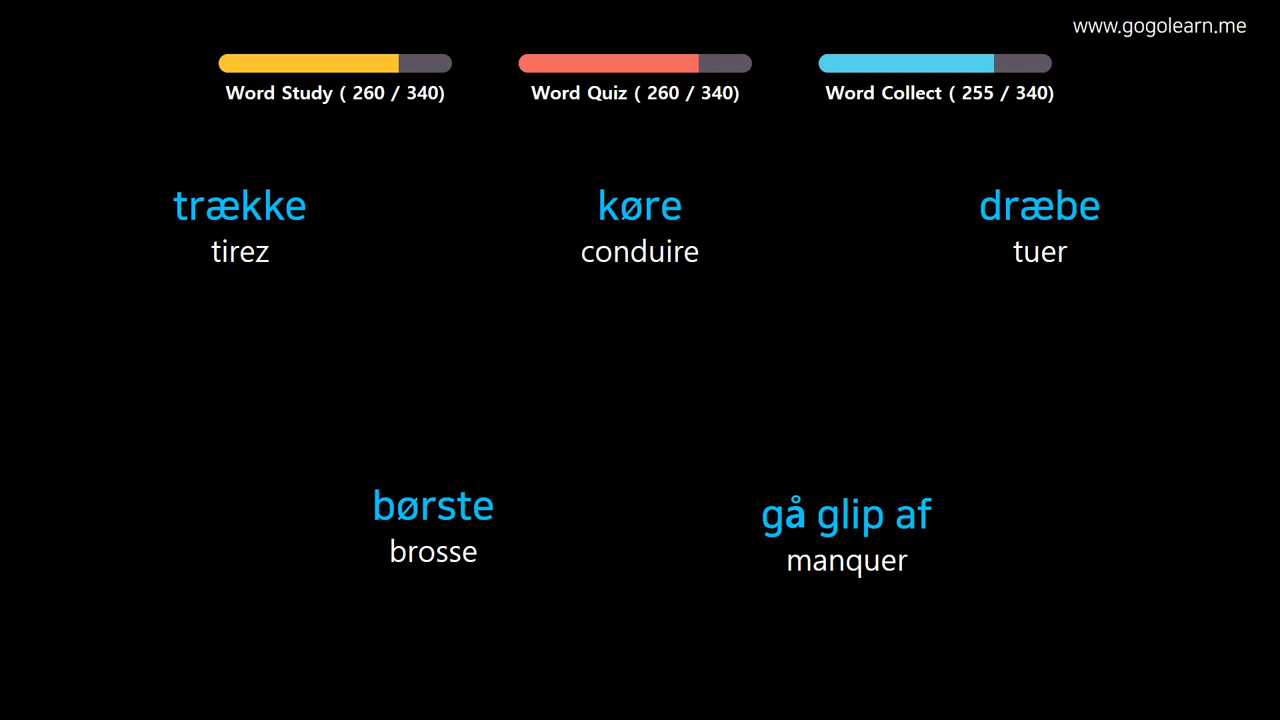 www.gogolearn.me
Word Study ( 260 / 340)
Word Quiz ( 260 / 340)
Word Collect ( 255 / 340)
trække
tirez
køre
conduire
dræbe
tuer
børste
brosse
gå glip af
manquer